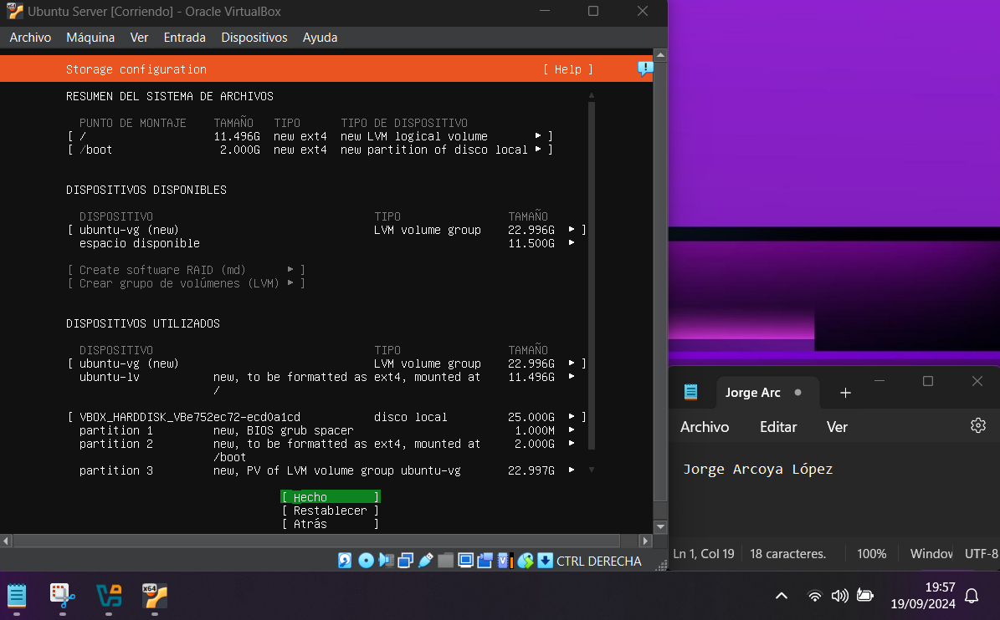 Ubuntu Server [Corriendo] - Oracle VirtualBox
Archivo Máquina Ver Entrada Dispositivos Ayuda
Storage configuration [ Help ]
RESUMEN DEL SISTEMA DE ARCHIVOS
PUNTO DE MONTAJE TAMAÑO TIPO TIPO DE DISPOSITIVO
[ / 11.496G new ext4 new LVM logical volume ▸ ]
[ /boot 2.000G new ext4 new partition of disco local ▸ ]
DISPOSITIVOS DISPONIBLES
DISPOSITIVO TIPO TAMAÑO
[ ubuntu-vg (new) LVM volume group 22.996G ▸ ]
espacio disponible 11.500G ▸
[ Create software RAID (md) ▸ ]
[ Crear grupo de volúmenes (LVM) ▸ ]
DISPOSITIVOS UTILIZADOS
DISPOSITIVO TIPO TAMAÑO
[ ubuntu-vg (new) LVM volume group 22.996G ▸ ]
ubuntu-lv new, to be formatted as ext4, mounted at 11.496G ▸
/
[ VBOX_HARDDISK_VBe752ec72-ecd0a1cd disco local 25.000G ▸ ]
partition 1 new, BIOS grub spacer 1.000M ▸
partition 2 new, to be formatted as ext4, mounted at 2.000G ▸
/boot
partition 3 new, PV of LVM volume group ubuntu-vg 22.997G ▸
[ Hecho ]
[ Restablecer ]
[ Atrás ]
CTRL DERECHA
Jorge Arc
Archivo Editar Ver
Jorge Arcoya López
Ln 1, Col 19 18 caracteres. 100% Window UTF-8
x64
19:57
19/09/2024